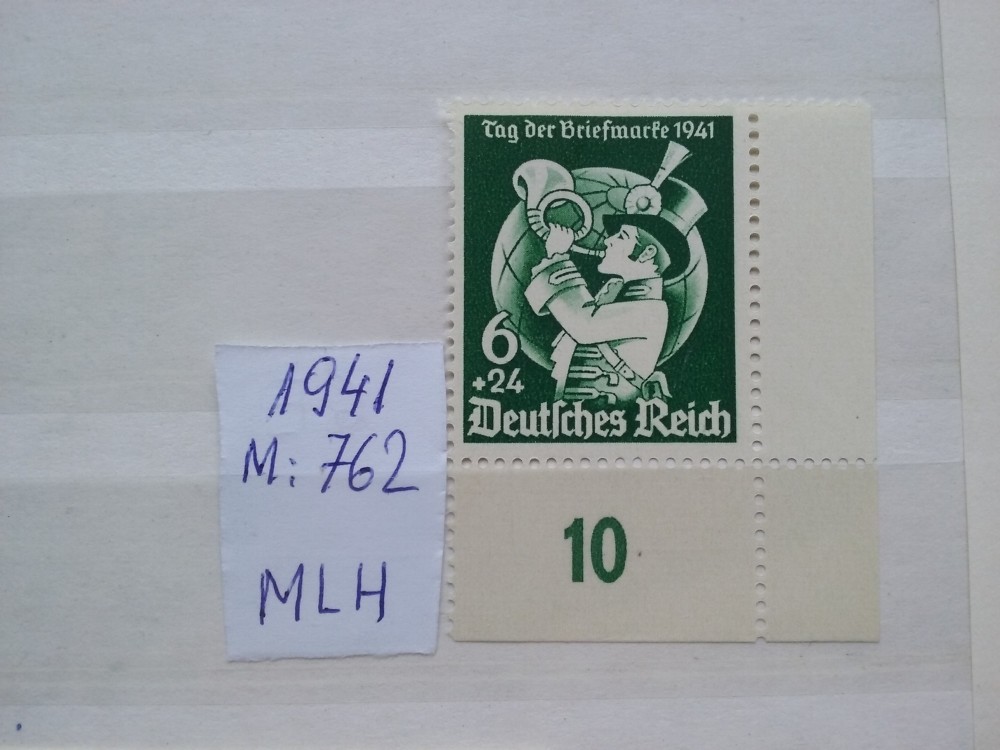 Tag der Briefmarke 1941
6
+24
Deutsches Reich
10
1941
M: 762
MLH